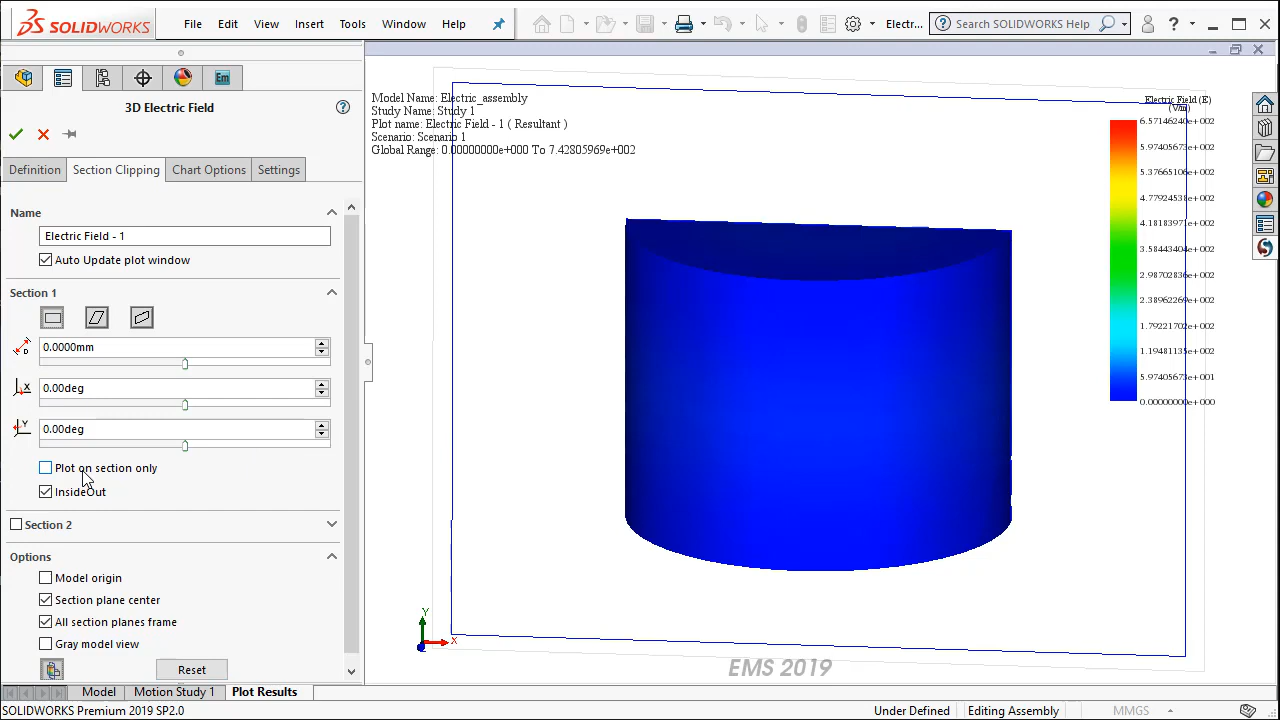 SOLIDWORKS
File Edit View Insert Tools Window Help
Electr...
Search SOLIDWORKS Help
Em
3D Electric Field
Definition Section Clipping Chart Options Settings
Name
Electric Field - 1
Auto Update plot window
Section 1
0.0000mm
D
0.00deg
X
0.00deg
Y
Plot on section only
InsideOut
Section 2
Options
Model origin
Section plane center
All section planes frame
Gray model view
Reset
Model Name: Electric_assembly
Study Name: Study 1
Plot name: Electric Field - 1 ( Resultant )
Scenario: Scenario 1
Global Range: 0.00000000e+000 To 7.42805969e+002
Electric Field (E)
(V/m)
6.57146240e+002
5.97405673e+002
5.37665106e+002
4.77924531e+002
4.18183971e+002
3.58443404e+002
2.98702836e+002
2.38962269e+002
1.79221702e+002
1.19481135e+002
5.97405673e+001
0.00000000e+000
Y
X
EMS 2019
Model Motion Study 1 Plot Results
SOLIDWORKS Premium 2019 SP2.0
Under Defined Editing Assembly MMGS